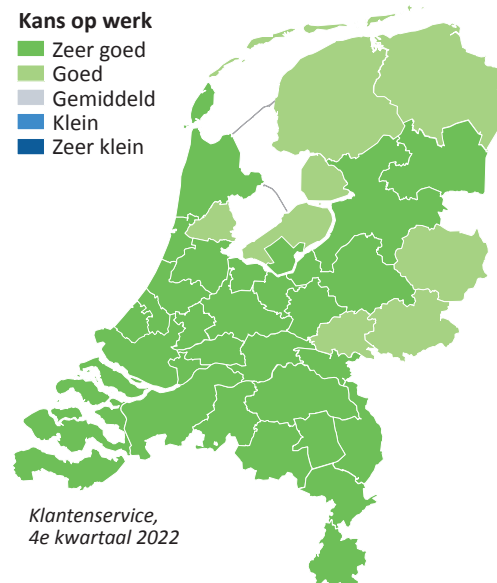 Kans op werk
Zeer goed
Goed
Gemiddeld
Klein
Zeer klein
Klantenservice,
4e kwartaal 2022